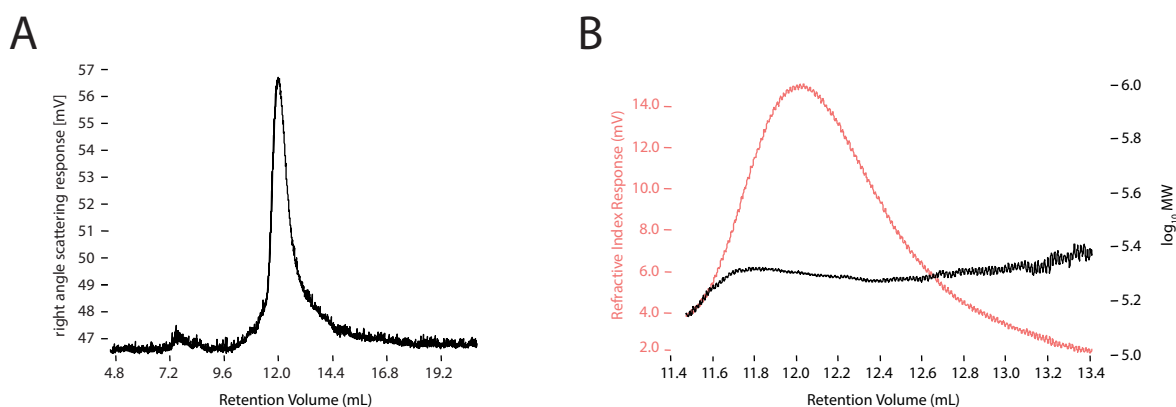 A
right angle scattering response [mV]
57
56
55
54
53
52
51
50
49
48
47
4.8 7.2 9.6 12.0 14.4 16.8 19.2
Retention Volume (mL)
B
Refractive Index Response (mV)
14.0
12.0
10.0
8.0
6.0
4.0
2.0
6.0
5.8
5.6
5.4
5.2
5.0
log10 MW
11.4 11.6 11.8 12.0 12.2 12.4 12.6 12.8 13.0 13.2 13.4
Retention Volume (mL)